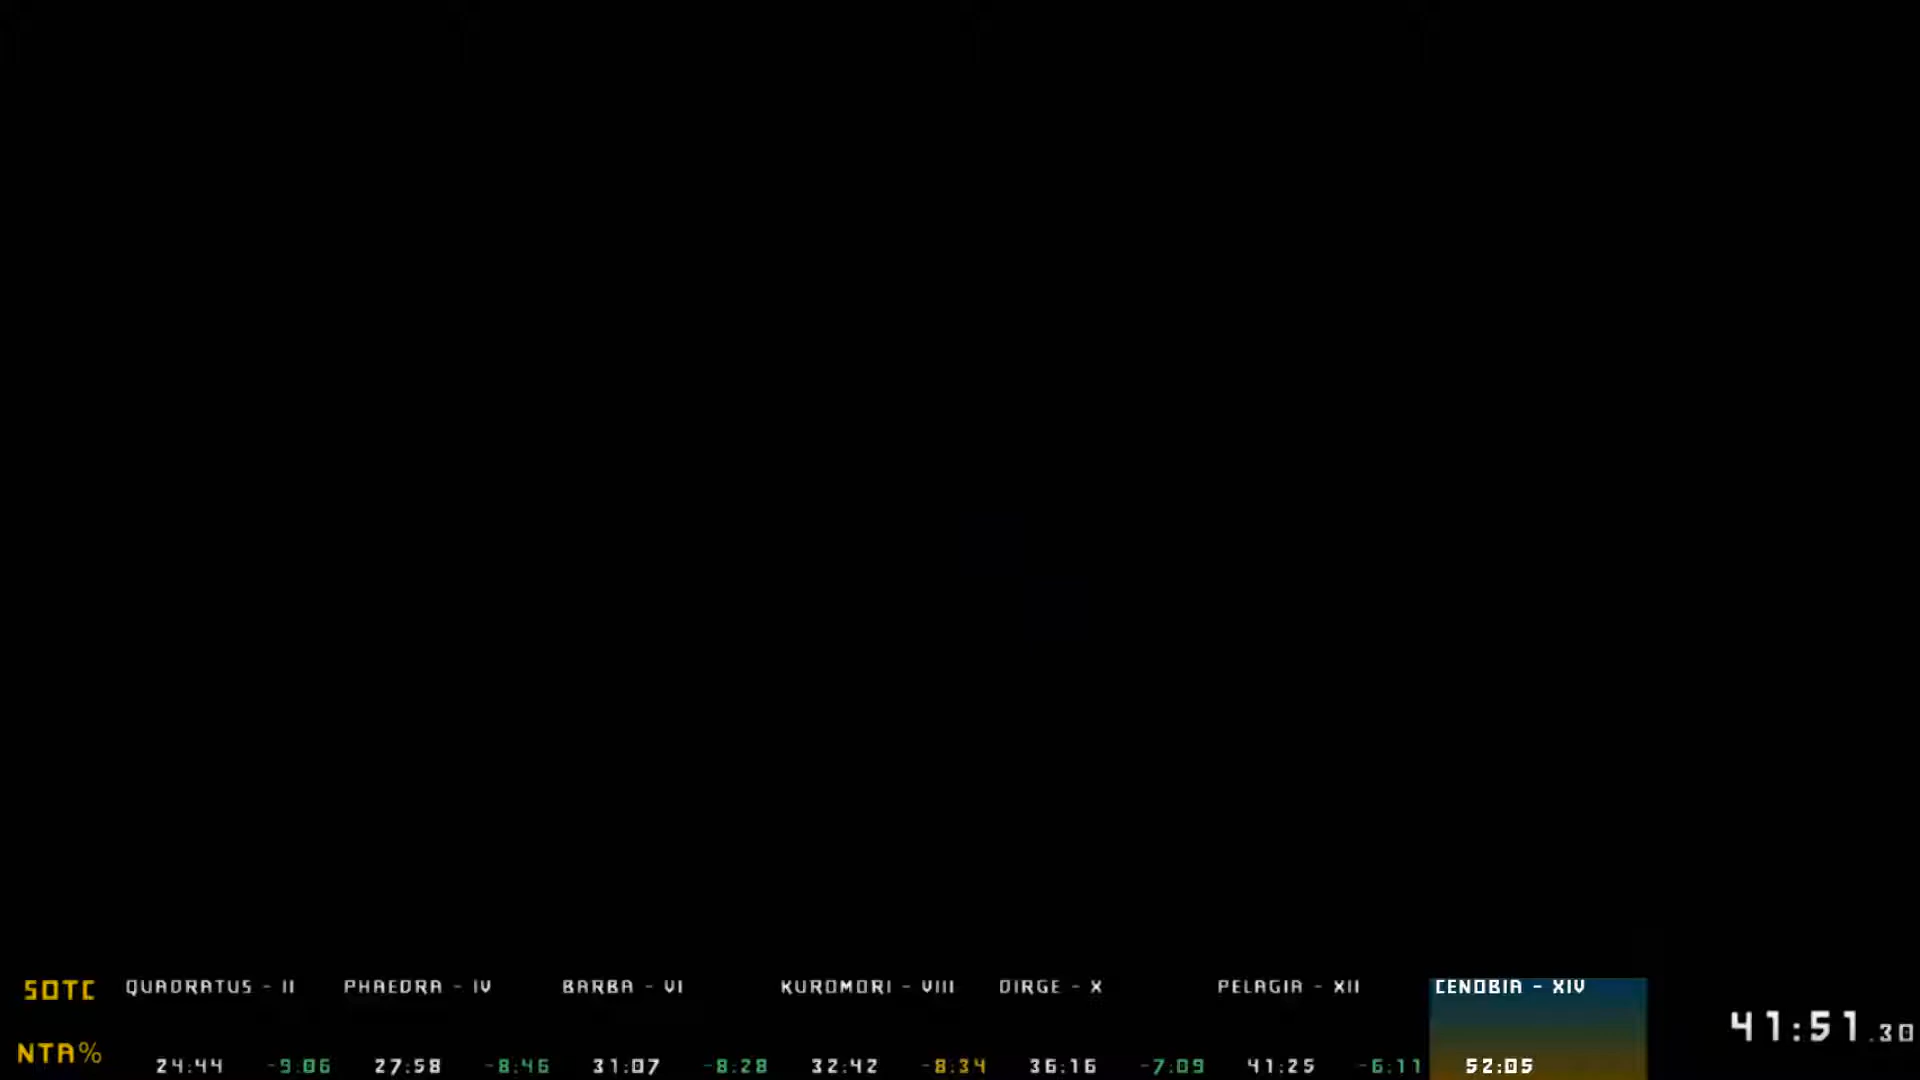 SOTC
QUADRATUS - II PHAEDRA - IV BARBA - VI KUROMORI - VIII DIRGE - X PELAGIA - XII CENOBIA - XIV
41:51.30
NTA%
24:44 -9:06 27:58 -8:46 31:07 -8:28 32:42 -8:34 36:16 -7:09 41:25 -6:11 52:05